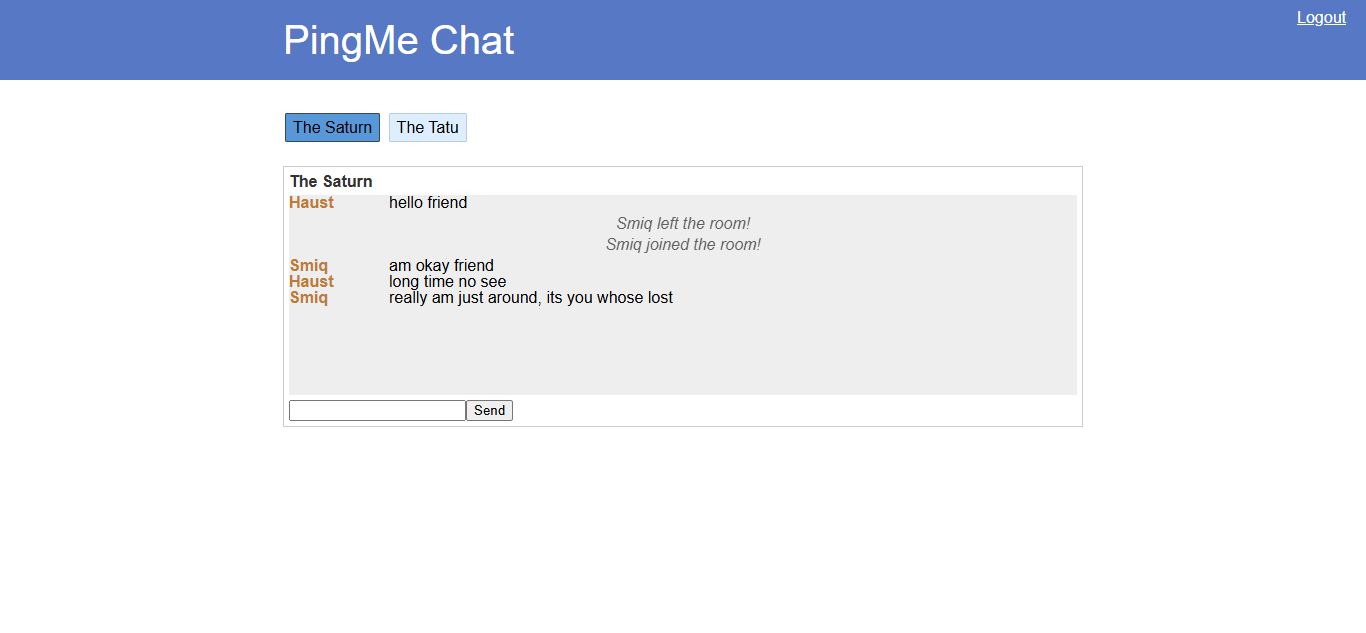 Logout
PingMe Chat
The Saturn The Tatu
The Saturn
Haust hello friend
Smiq left the room!
Smiq joined the room!
Smiq am okay friend
Haust long time no see
Smiq really am just around, its you whose lost
Send